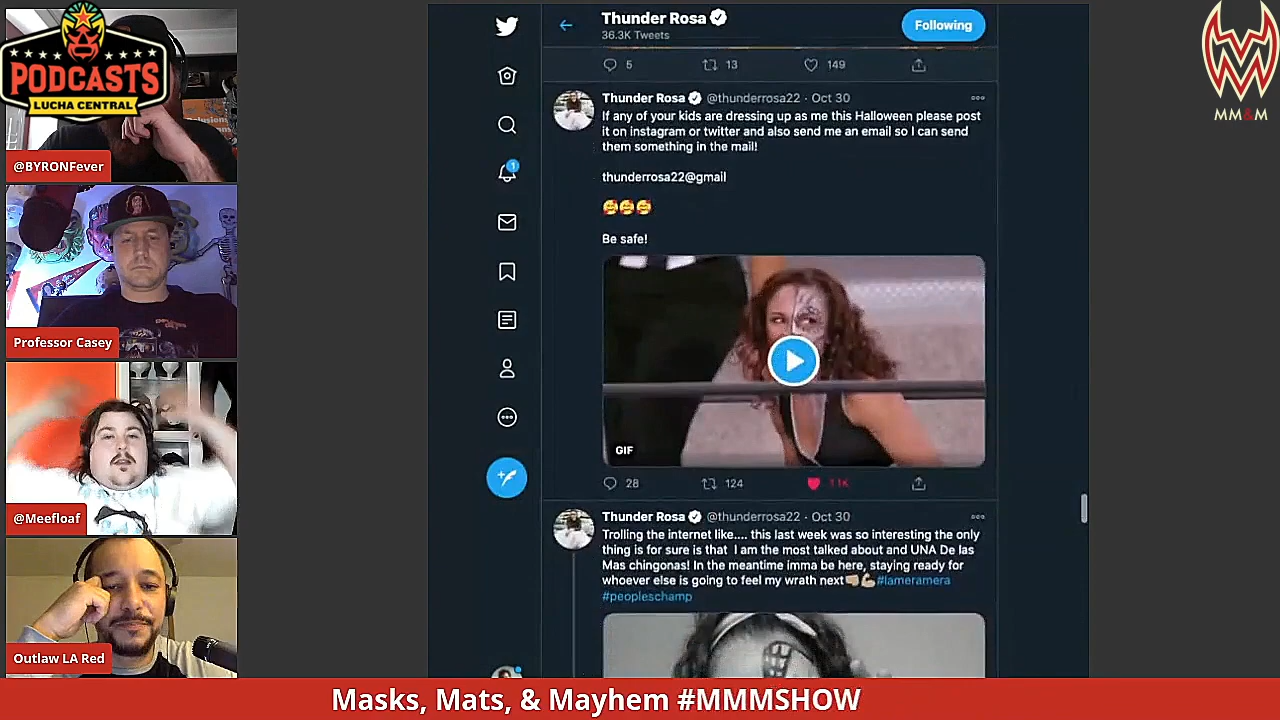 PODCASTS
LUCHA CENTRAL
@BYRONFever
Professor Casey
@Meefloaf
Outlaw LA Red
Thunder Rosa
36.3K Tweets
Following
5
13
149
Thunder Rosa @thunderrosa22 · Oct 30
If any of your kids are dressing up as me this Halloween please post
it on instagram or twitter and also send me an email so I can send
them something in the mail!
thunderrosa22@gmail
🥰🥰🥰
Be safe!
GIF
28
124
1.1K
1
Thunder Rosa @thunderrosa22 · Oct 30
Trolling the internet like.... this last week was so interesting the only
thing is for sure is that I am the most talked about and UNA De las
Mas chingonas! In the meantime imma be here, staying ready for
whoever else is going to feel my wrath next🤜🏼💪🏼#lameramera
#peopleschamp
MM&M
Masks, Mats, & Mayhem #MMMSHOW